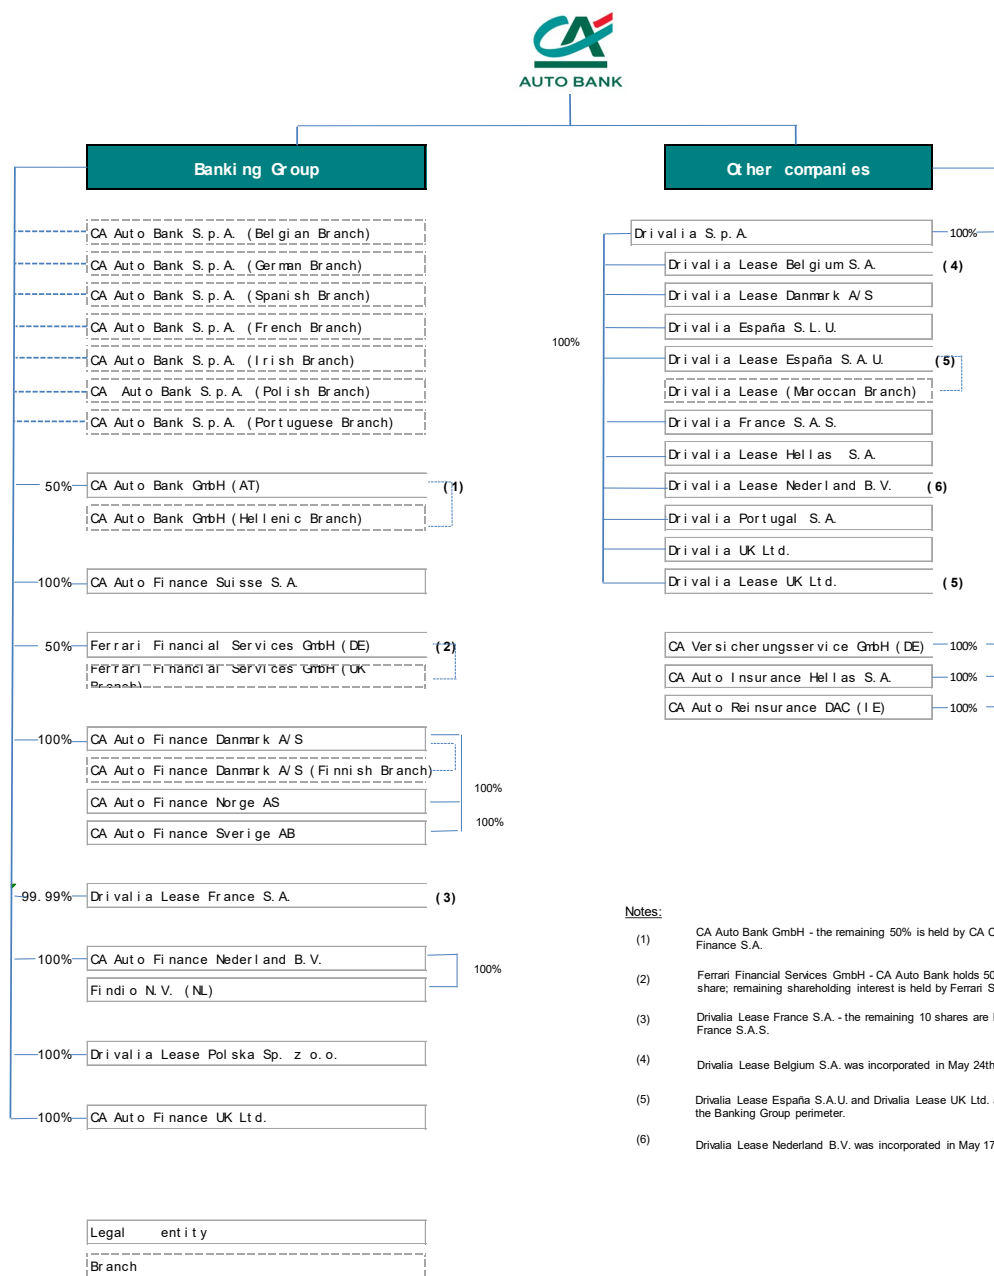 CA
AUTO BANK
Banking Group
CA Auto Bank S.p.A. (Belgian Branch)
CA Auto Bank S.p.A. (German Branch)
CA Auto Bank S.p.A. (Spanish Branch)
CA Auto Bank S.p.A. (French Branch)
CA Auto Bank S.p.A. (Irish Branch)
CA Auto Bank S.p.A. (Polish Branch)
CA Auto Bank S.p.A. (Portuguese Branch)
50% CA Auto Bank GmbH (AT) (1)
CA Auto Bank GmbH (Hellenic Branch)
100% CA Auto Finance Suisse S.A.
50% Ferrari Financial Services GmbH (DE) (2)
Ferrari Financial Services GmbH (UK
Branch)
100% CA Auto Finance Danmark A/S
CA Auto Finance Danmark A/S (Finnish Branch)
100%
CA Auto Finance Norge AS
100%
CA Auto Finance Sverige AB
99.99% Drivalia Lease France S.A. (3)
100% CA Auto Finance Nederland B.V.
100%
Findio N.V. (NL)
100% Drivalia Lease Polska Sp. z o.o.
100% CA Auto Finance UK Ltd.
Legal entity
Branch
Other companies
Drivalia S.p.A. 100%
Drivalia Lease Belgium S.A. (4)
Drivalia Lease Danmark A/S
Drivalia España S.L.U.
100%
Drivalia Lease España S.A.U. (5)
Drivalia Lease (Maroccan Branch)
Drivalia France S.A.S.
Drivalia Lease Hellas S.A.
Drivalia Lease Nederland B.V. (6)
Drivalia Portugal S.A.
Drivalia UK Ltd.
Drivalia Lease UK Ltd. (5)
CA Versicherungsservice GmbH (DE) 100%
CA Auto Insurance Hellas S.A. 100%
CA Auto Reinsurance DAC (IE) 100%
Notes:
(1) CA Auto Bank GmbH - the remaining 50% is held by CA
Finance S.A.
(2) Ferrari Financial Services GmbH - CA Auto Bank holds 50
share; remaining shareholding interest is held by Ferrari
(3) Drivalia Lease France S.A. - the remaining 10 shares are
France S.A.S.
(4) Drivalia Lease Belgium S.A. was incorporated in May 24th
(5) Drivalia Lease España S.A.U. and Drivalia Lease UK Ltd.
the Banking Group perimeter.
(6) Drivalia Lease Nederland B.V. was incorporated in May 17